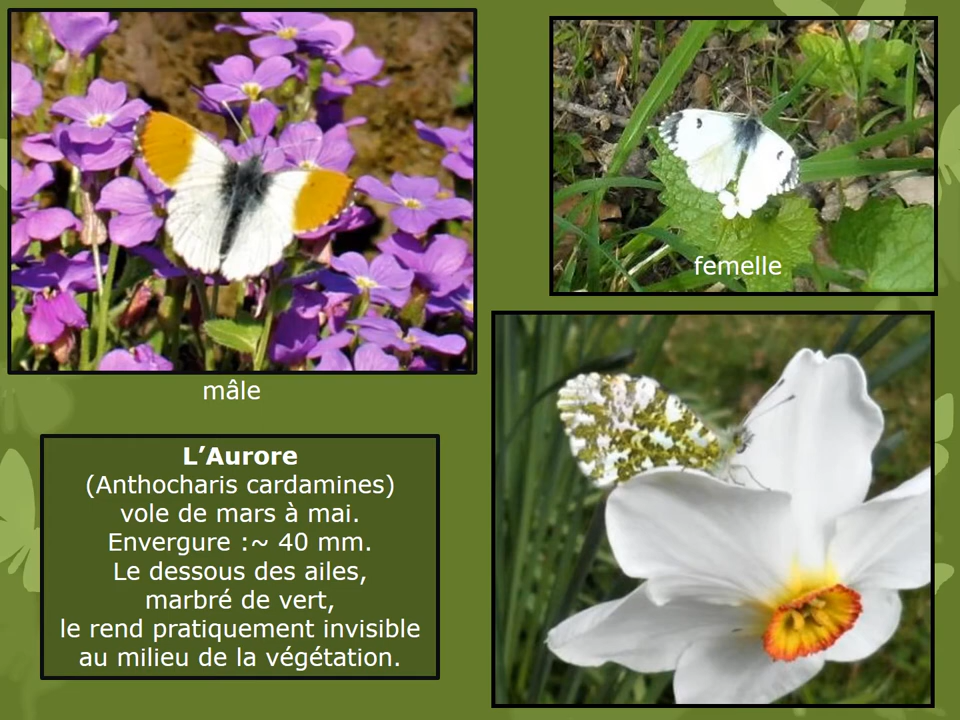 femelle
mâle
L’Aurore
(Anthocharis cardamines)
vole de mars à mai.
Envergure :~ 40 mm.
Le dessous des ailes,
marbré de vert,
le rend pratiquement invisible
au milieu de la végétation.